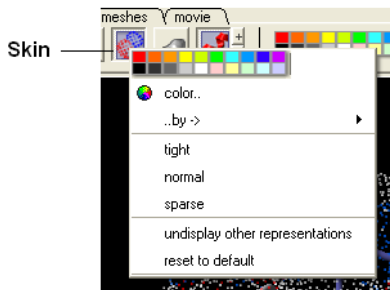 meshes movie
Skin
+
color..
..by ->
tight
normal
sparse
undisplay other representations
reset to default